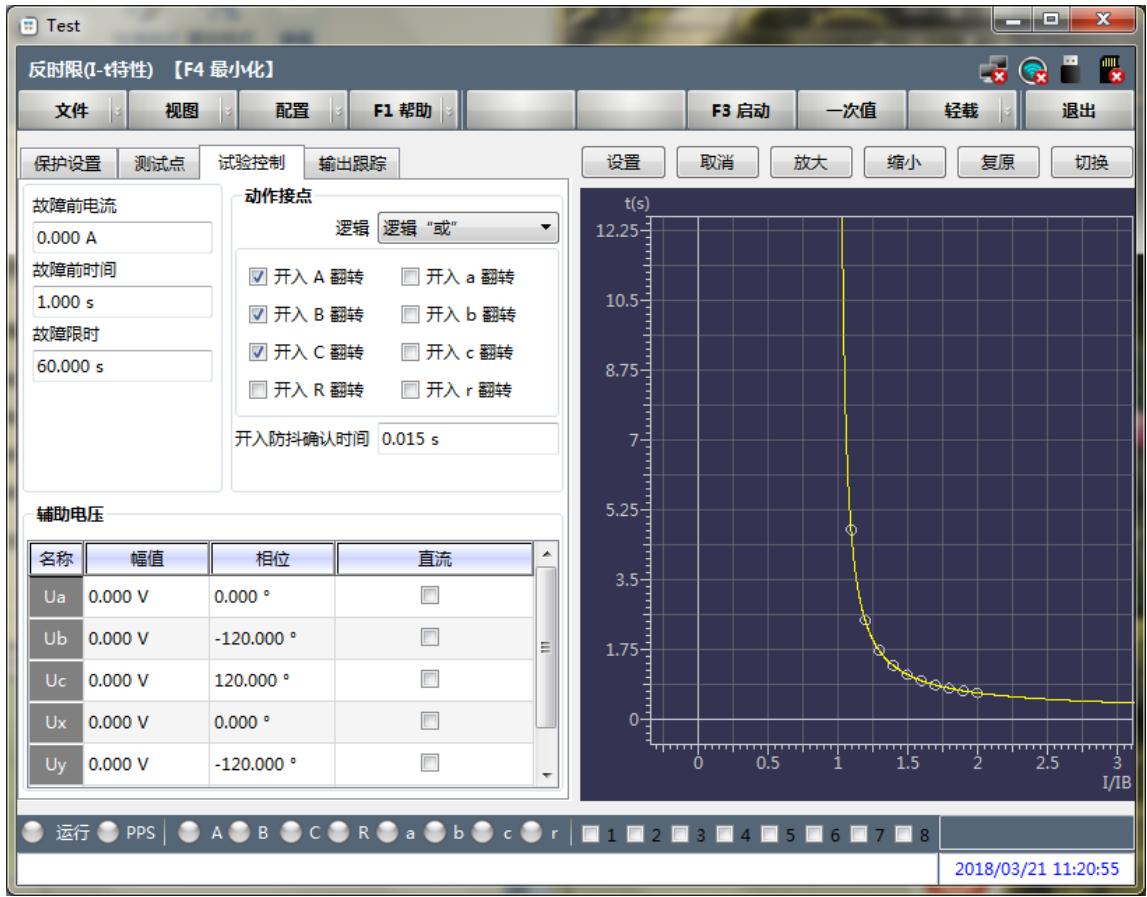 Test
反时限(I-t特性) 【F4 最小化】
文件 视图 配置 F1 帮助 F3 启动 一次值 轻载 退出
保护设置 测试点 试验控制 输出跟踪
设置 取消 放大 缩小 复原 切换
故障前电流
0.000 A
故障前时间
1.000 s
故障限时
60.000 s
动作接点
逻辑 逻辑 “或”
开入 A 翻转 开入 a 翻转
开入 B 翻转 开入 b 翻转
开入 C 翻转 开入 c 翻转
开入 R 翻转 开入 r 翻转
开入防抖确认时间 0.015 s
辅助电压
名称 幅值 相位 直流
Ua 0.000 V 0.000 °
Ub 0.000 V -120.000 °
Uc 0.000 V 120.000 °
Ux 0.000 V 0.000 °
Uy 0.000 V -120.000 °
t(s)
12.25
10.5
8.75
7
5.25
3.5
1.75
0
0 0.5 1 1.5 2 2.5 3
I/IB
运行 PPS A B C R a b c r 1 2 3 4 5 6 7 8
2018/03/21 11:20:55